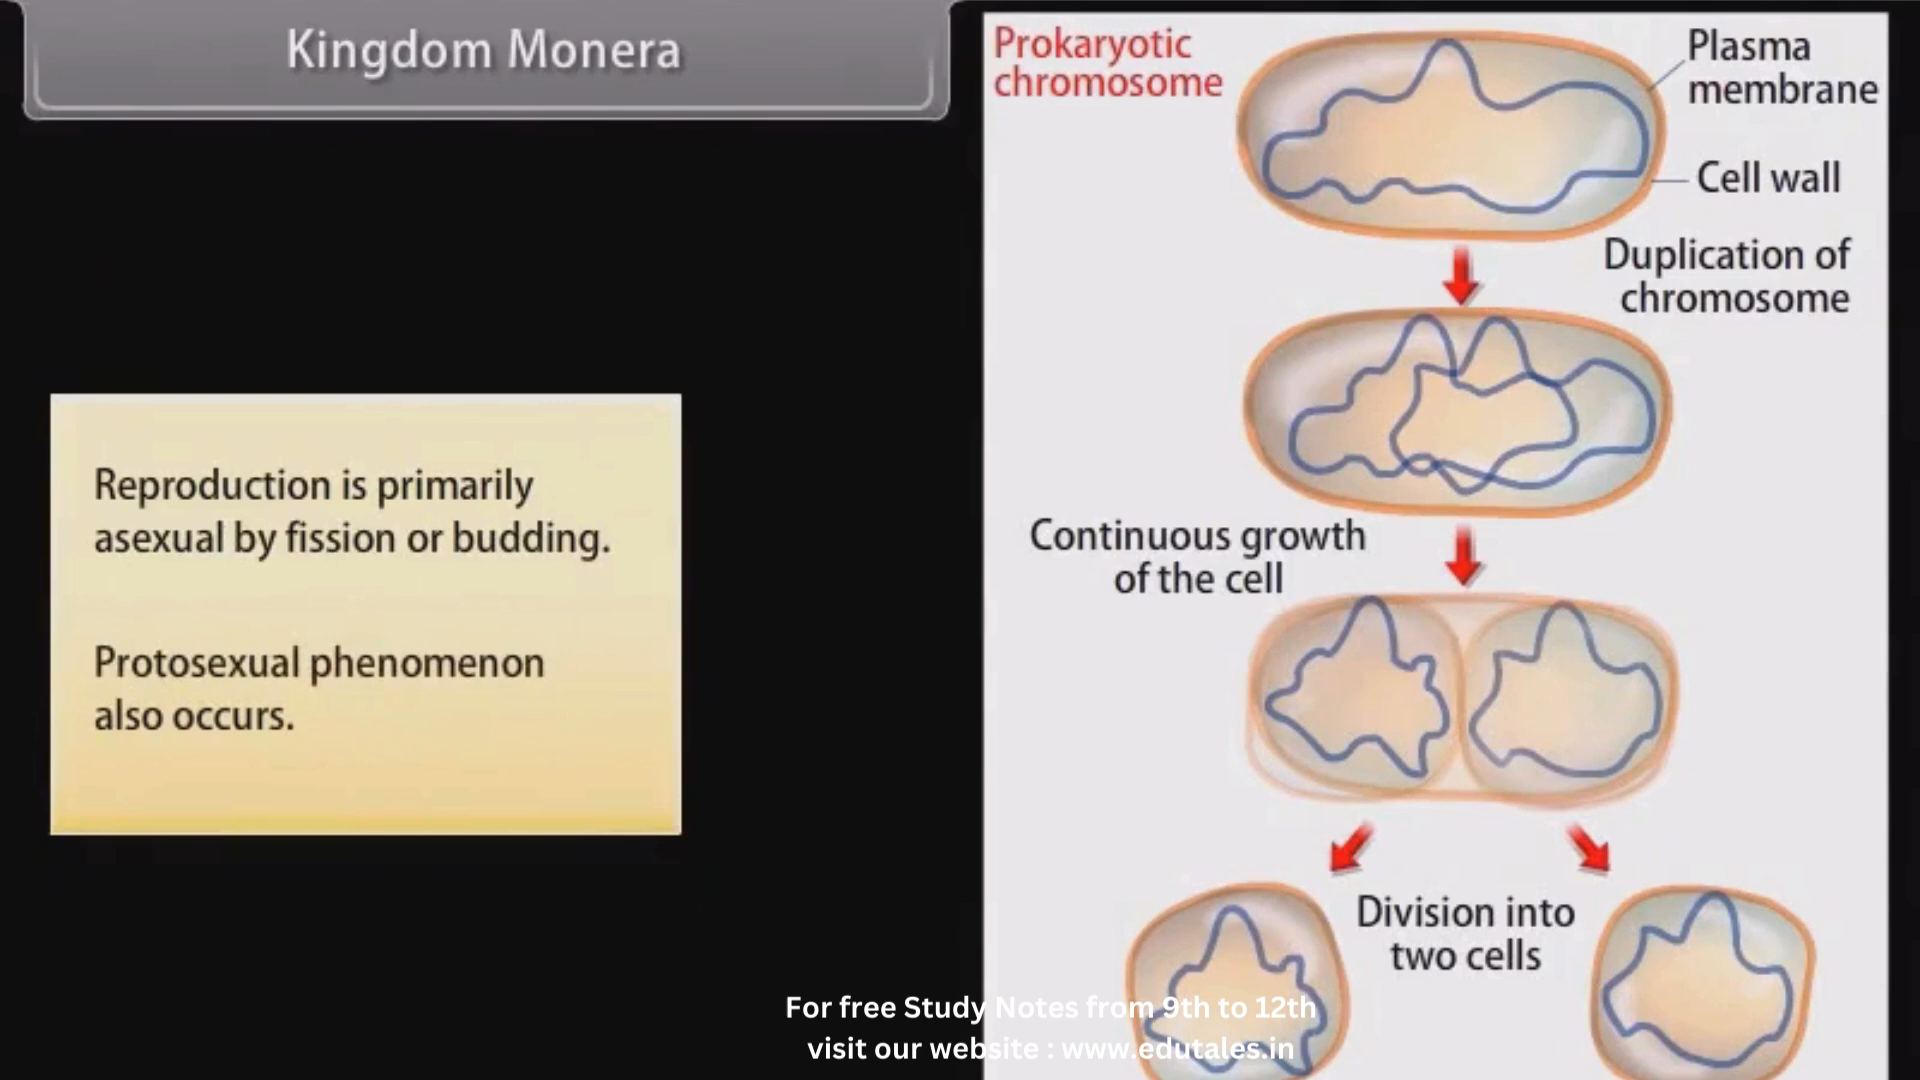 Kingdom Monera
Reproduction is primarily
asexual by fission or budding.
Protosexual phenomenon
also occurs.
Prokaryotic
chromosome
Plasma
membrane
Cell wall
Duplication of
chromosome
Continuous growth
of the cell
Division into
two cells
For free Study Notes from 9th to 12th
visit our website : www.edutales.in